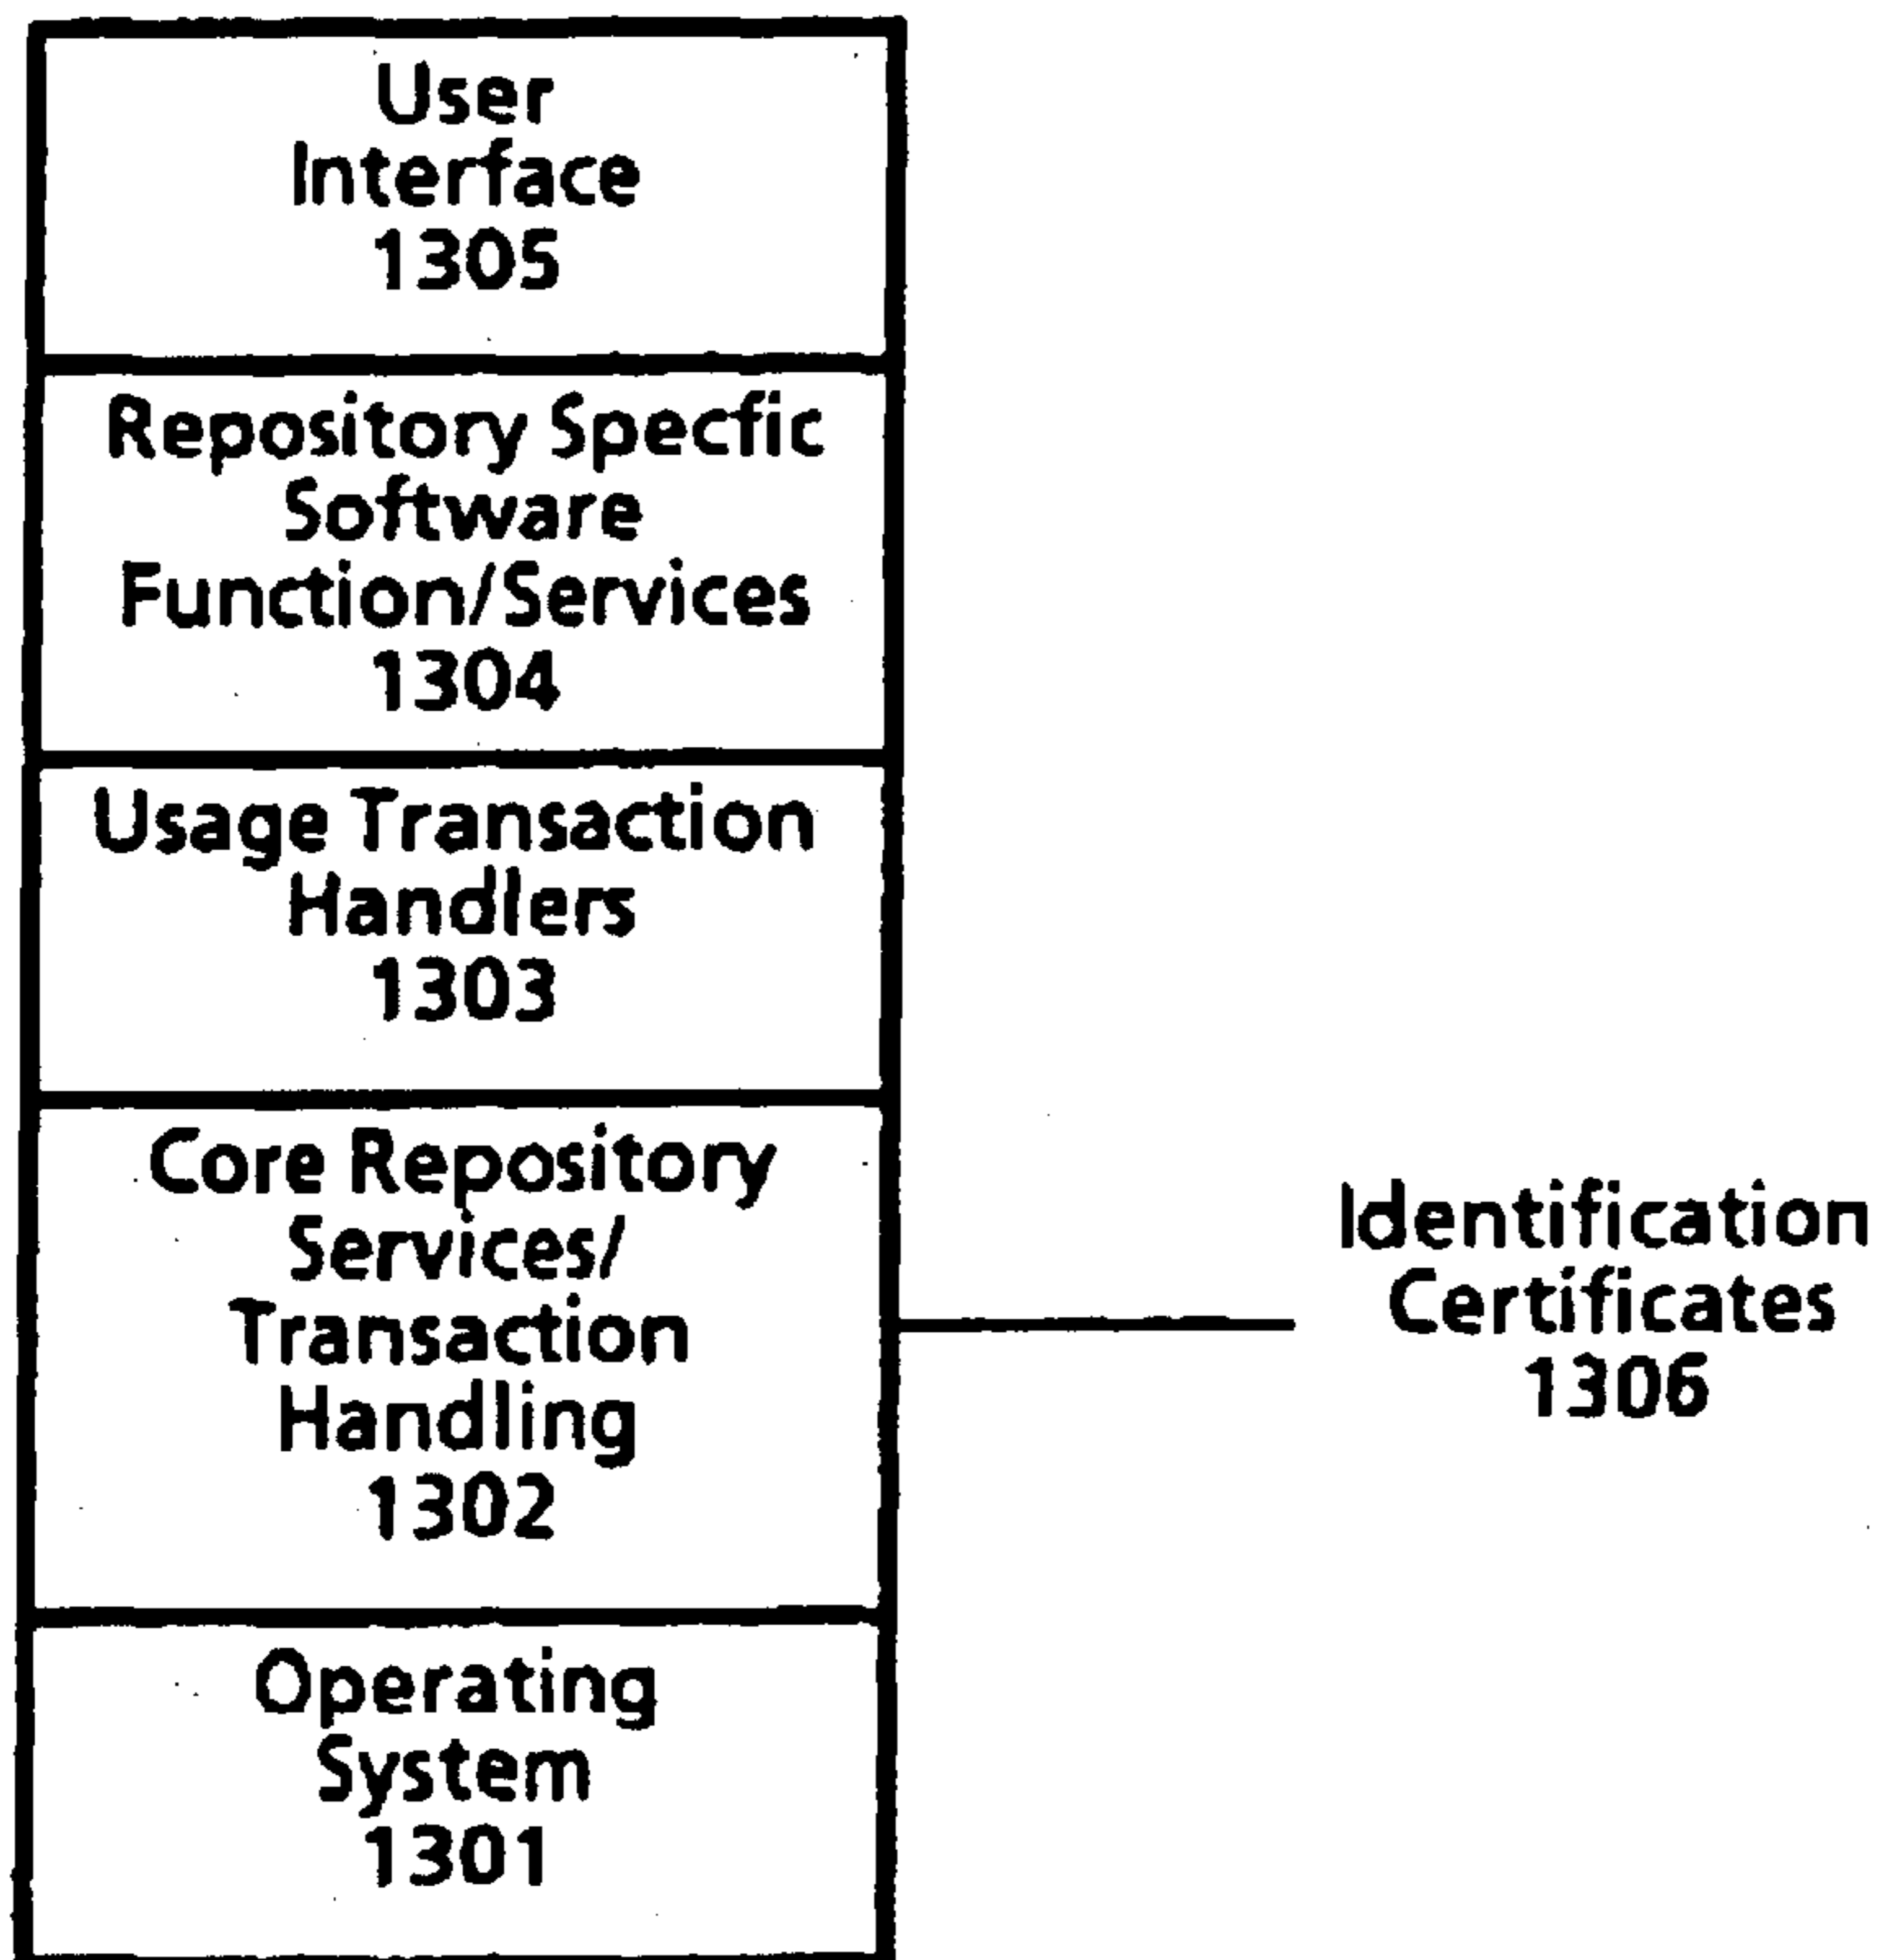 User
Interface
1305
Repository Specfic
Software
Function/Services
1304
Usage Transaction
Handlers
1303
Core Repository
Services/
Transaction
Handling
1302
Identification
Certificates
1306
Operating
System
1301